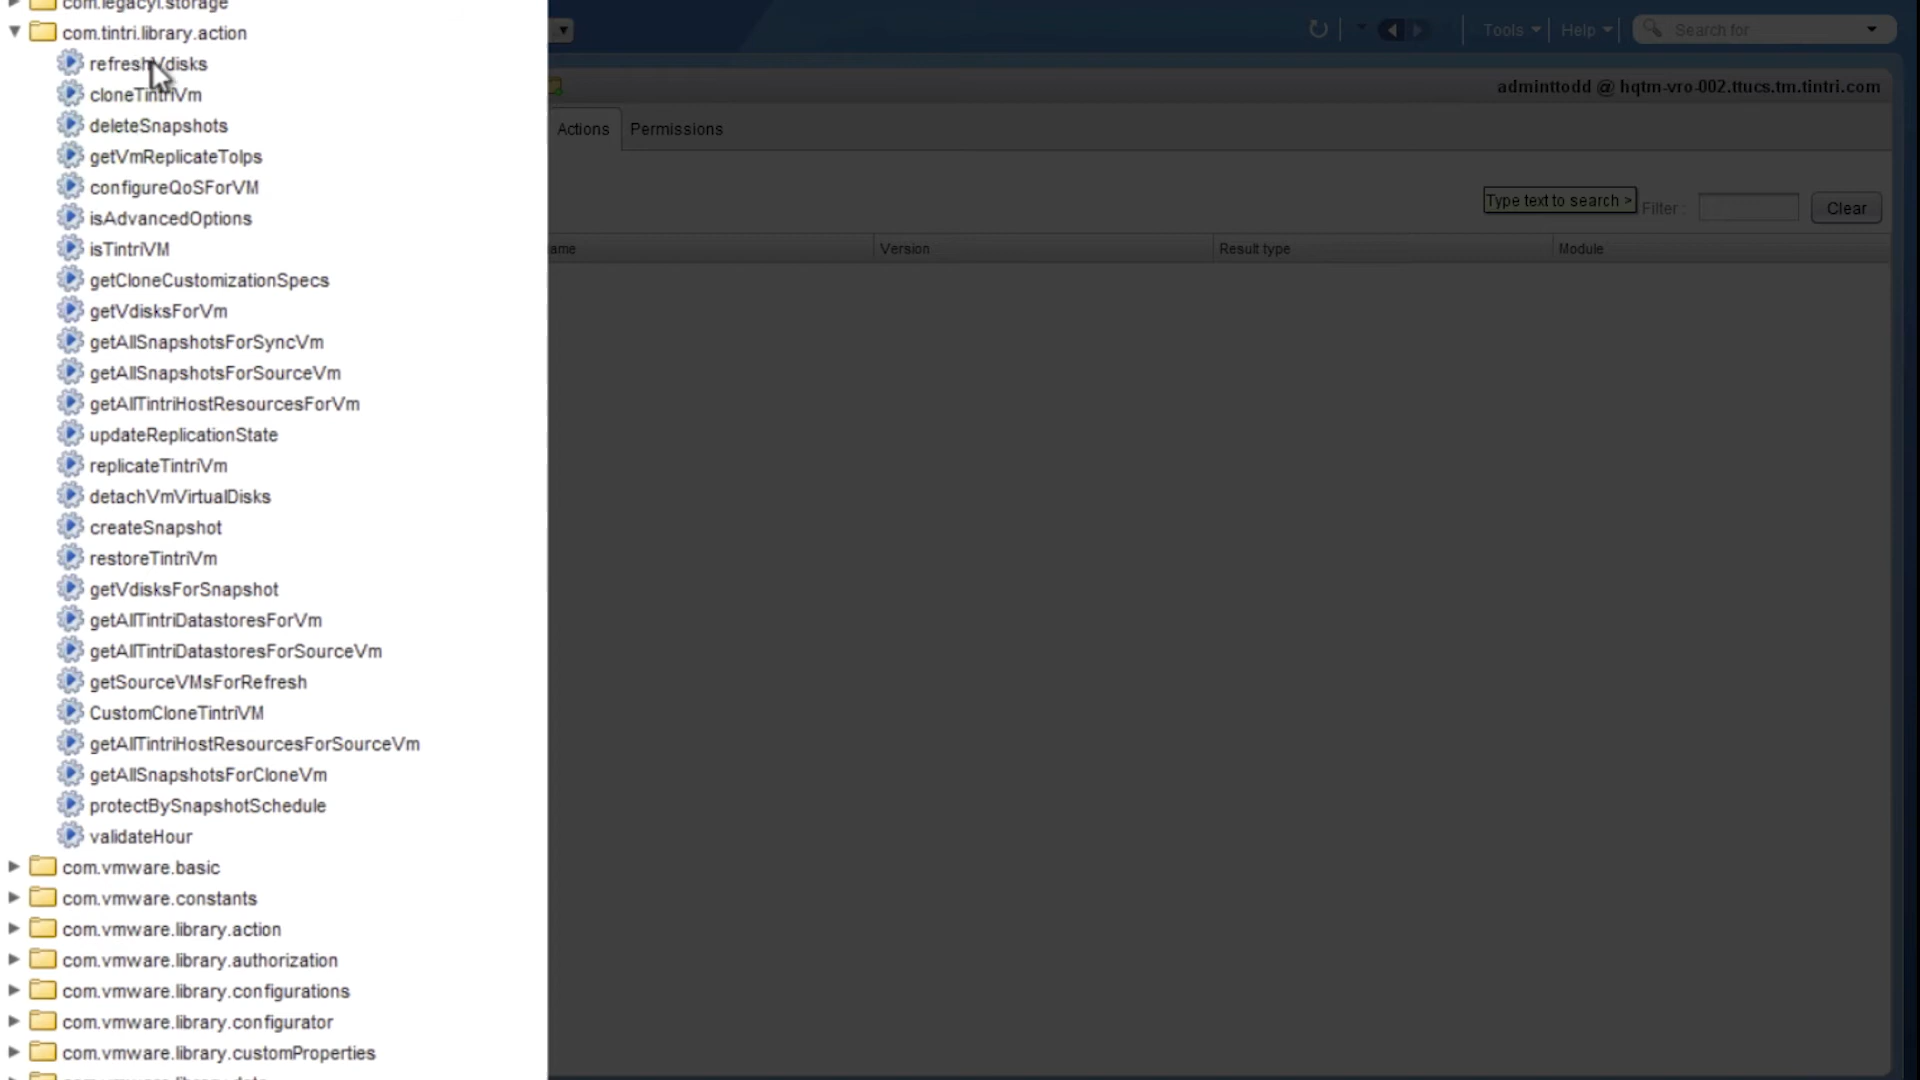 com.legacyl.storage
com.tintri.library.action
refreshVdisks
cloneTintriVm
deleteSnapshots
getVmReplicateToIps
configureQoSForVM
isAdvancedOptions
isTintriVM
getCloneCustomizationSpecs
getVdisksForVm
getAllSnapshotsForSyncVm
getAllSnapshotsForSourceVm
getAllTintriHostResourcesForVm
updateReplicationState
replicateTintriVm
detachVmVirtualDisks
createSnapshot
restoreTintriVm
getVdisksForSnapshot
getAllTintriDatastoresForVm
getAllTintriDatastoresForSourceVm
getSourceVMsForRefresh
CustomCloneTintriVM
getAllTintriHostResourcesForSourceVm
getAllSnapshotsForCloneVm
protectBySnapshotSchedule
validateHour
com.vmware.basic
com.vmware.constants
com.vmware.library.action
com.vmware.library.authorization
com.vmware.library.configurations
com.vmware.library.configurator
com.vmware.library.customProperties
Tools Help Search for
adminttodd @ hqtm-vro-002.ttucs.tm.tintri.com
Actions Permissions
Type text to search > Filter : Clear
ame Version Result type Module